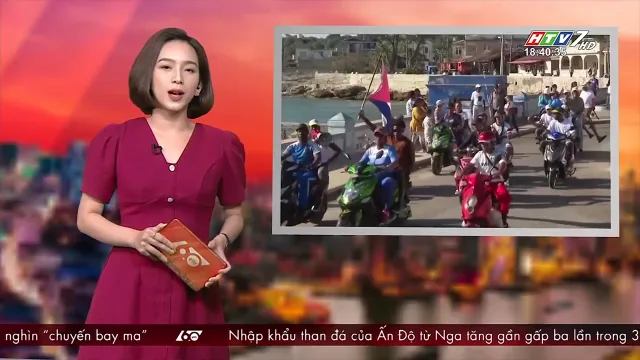 HTV7 HD
18:40:35
nghìn “chuyến bay ma” 60 Nhập khẩu than đá của Ấn Độ từ Nga tăng gần gấp ba lần trong 3